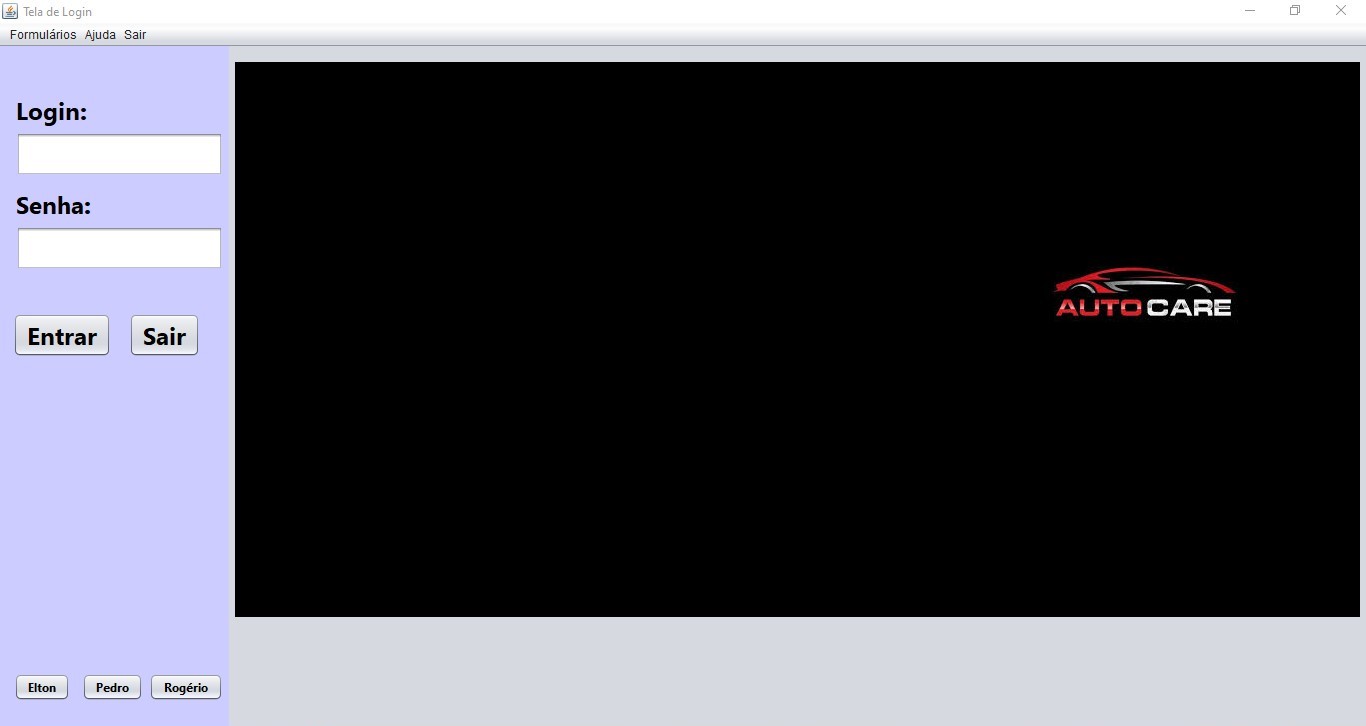 Tela de Login
Formulários Ajuda Sair
Login:
Senha:
Entrar Sair
AUTO CARE
Elton Pedro Rogério